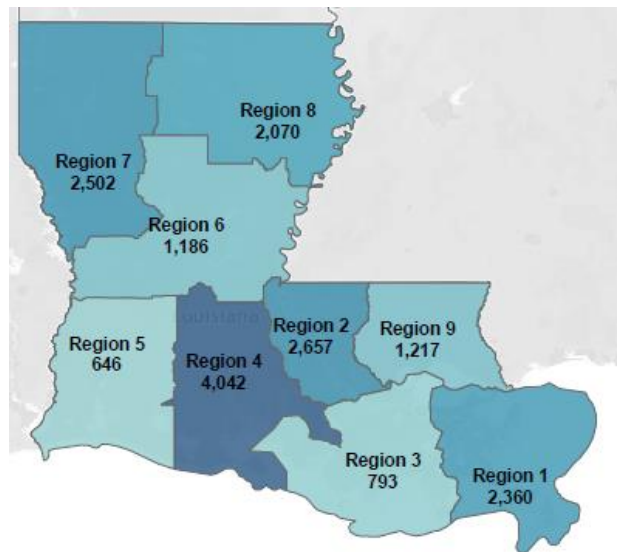 Region 8
2,070
Region 7
2,502
Region 6
1,186
Louisiana
Region 2
2,657
Region 9
1,217
Region 5
646
Region 4
4,042
Region 3
793
Region 1
2,360